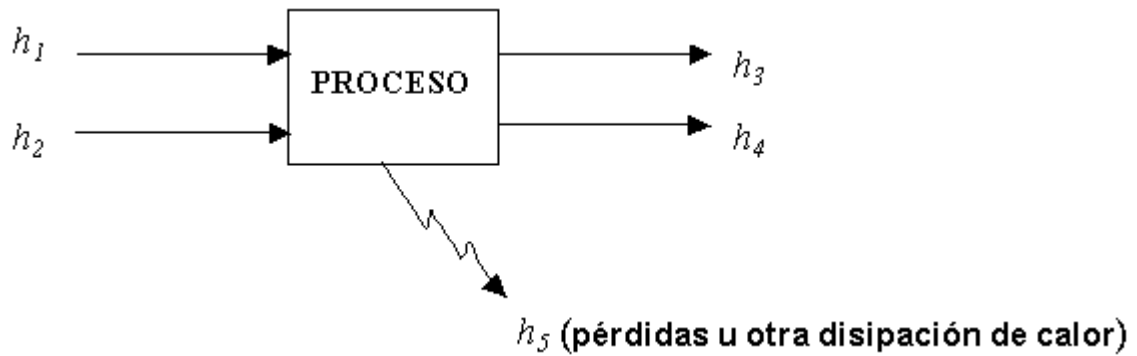 h1
PROCESO
h3
h2
h4
h5 (pérdidas u otra disipación de calor)